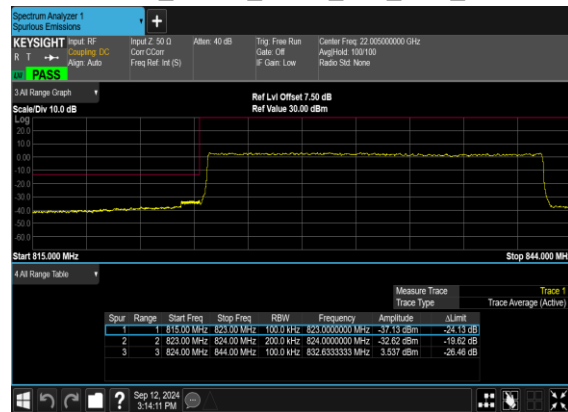 Spectrum Analyzer 1
Spurious Emissions
+
KEYSIGHT Input: RF Input Z: 50 Ω Atten: 40 dB Trig: Free Run Center Freq: 22.005000000 GHz
R T Coupling: DC Corr CCorr Gate: Off Avg|Hold: 100/100
Align: Auto Freq Ref: Int (S) IF Gain: Low Radio Std: None
PASS
3.All Range Graph
Ref Lvl Offset 7.50 dB
Scale/Div 10.0 dB Ref Value 30.00 dBm
Log
20.0
10.0
0.00
-10.0
-20.0
-30.0
-40.0
-50.0
-60.0
Start 815.000 MHz Stop 844.000 MH
4.All Range Table
Measure Trace Trace 1
Trace Type Trace Average (Active)
Spur Range Start Freq Stop Freq RBW Frequency Amplitude ΔLimit
1 1 815.00 MHz 823.00 MHz 100.0 kHz 823.0000000 MHz -37.13 dBm -24.13 dB
2 2 823.00 MHz 824.00 MHz 200.0 kHz 824.0000000 MHz -32.62 dBm -19.62 dB
3 3 824.00 MHz 844.00 MHz 100.0 kHz 832.6333333 MHz 3.537 dBm -26.46 dB
? Sep 12, 2024
3:14:11 PM